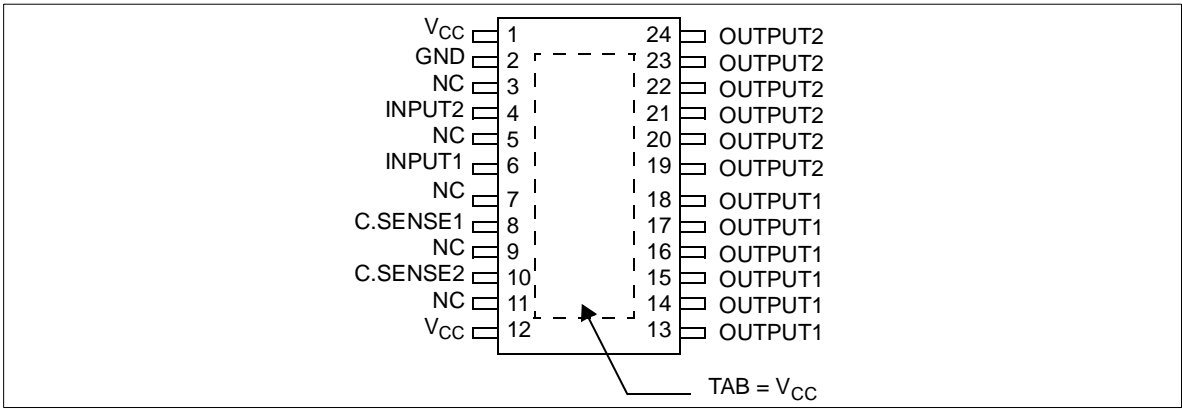 VCC 1 24 OUTPUT2
GND 2 23 OUTPUT2
NC 3 22 OUTPUT2
INPUT2 4 21 OUTPUT2
NC 5 20 OUTPUT2
INPUT1 6 19 OUTPUT2
NC 7 18 OUTPUT1
C.SENSE1 8 17 OUTPUT1
NC 9 16 OUTPUT1
C.SENSE2 10 15 OUTPUT1
NC 11 14 OUTPUT1
VCC 12 13 OUTPUT1
TAB = VCC